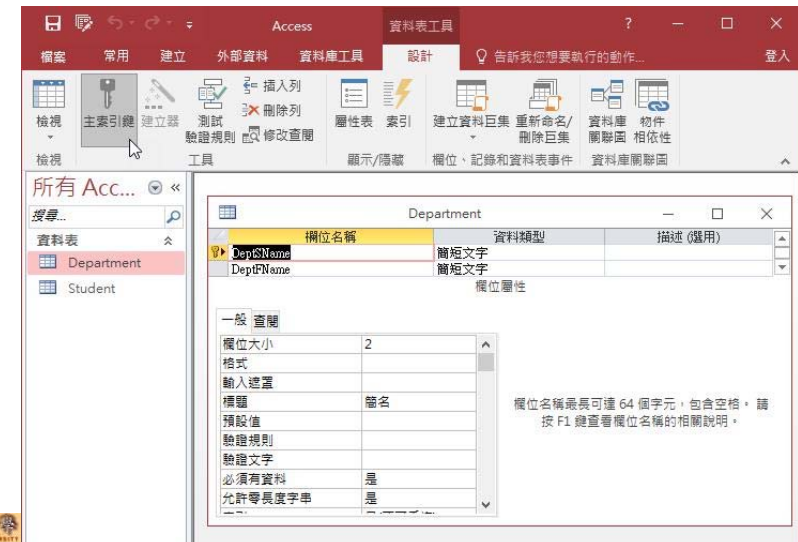 Access
資料表工具
?
檔案 常用 建立 外部資料 資料庫工具 設計 告訴我您想要執行的動作... 登入
檢視
主索引鍵
建立器
測試
驗證規則
插入列
刪除列
修改查閱
屬性表
索引
建立資料巨集
重新命名/
刪除巨集
資料庫
關聯圖
物件
相依性
檢視 工具 顯示/隱藏 欄位、記錄和資料表事件 資料庫關聯圖
所有 Acc... «
搜尋...
資料表
Department
Student
Department
欄位名稱 資料類型 描述 (選用)
DeptSName 簡短文字
DeptFName 簡短文字
欄位屬性
一般 查閱
欄位大小 2
格式
輸入遮罩
標題 簡名
預設值
驗證規則
驗證文字
必須有資料 是
允許零長度字串 是
欄位名稱最長可達 64 個字元，包含空格。請
按 F1 鍵查看欄位名稱的相關說明。